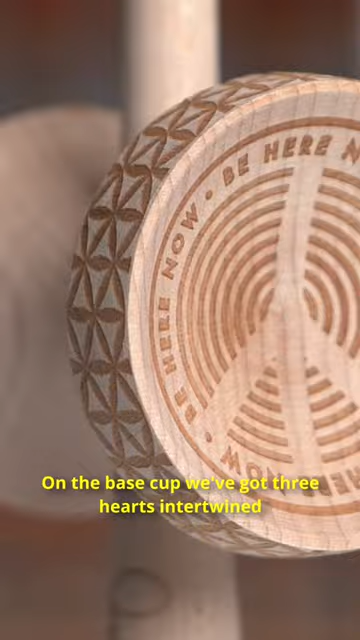 BE HERE NOW • BE HERE N
• BE HERE NOW
On the base cup we've got three
hearts intertwined